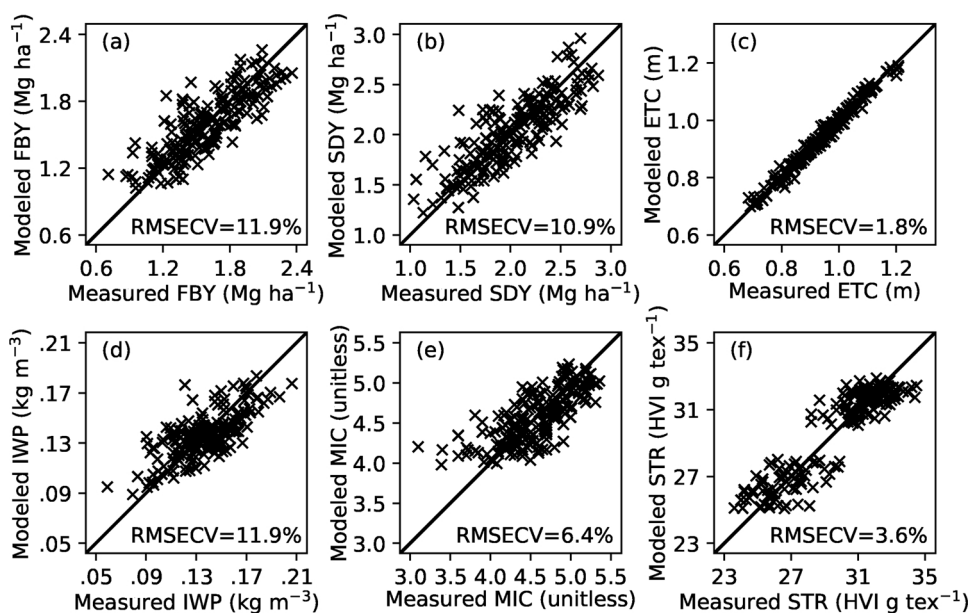 (a)
Modeled FBY (Mg ha⁻¹)
2.4
1.8
1.2
0.6
RMSECV=11.9%
0.6 1.2 1.8 2.4
Measured FBY (Mg ha⁻¹)
(b)
Modeled SDY (Mg ha⁻¹)
3.0
2.5
2.0
1.5
1.0
RMSECV=10.9%
1.0 1.5 2.0 2.5 3.0
Measured SDY (Mg ha⁻¹)
(c)
Modeled ETC (m)
1.2
1.0
0.8
0.6
RMSECV=1.8%
0.6 0.8 1.0 1.2
Measured ETC (m)
(d)
Modeled IWP (kg m⁻³)
.21
.17
.13
.09
.05
RMSECV=11.9%
.05 .09 .13 .17 .21
Measured IWP (kg m⁻³)
(e)
Modeled MIC (unitless)
5.5
5.0
4.5
4.0
3.5
3.0
RMSECV=6.4%
3.0 3.5 4.0 4.5 5.0 5.5
Measured MIC (unitless)
(f)
Modeled STR (HVI g tex⁻¹)
35
31
27
23
RMSECV=3.6%
23 27 31 35
Measured STR (HVI g tex⁻¹)